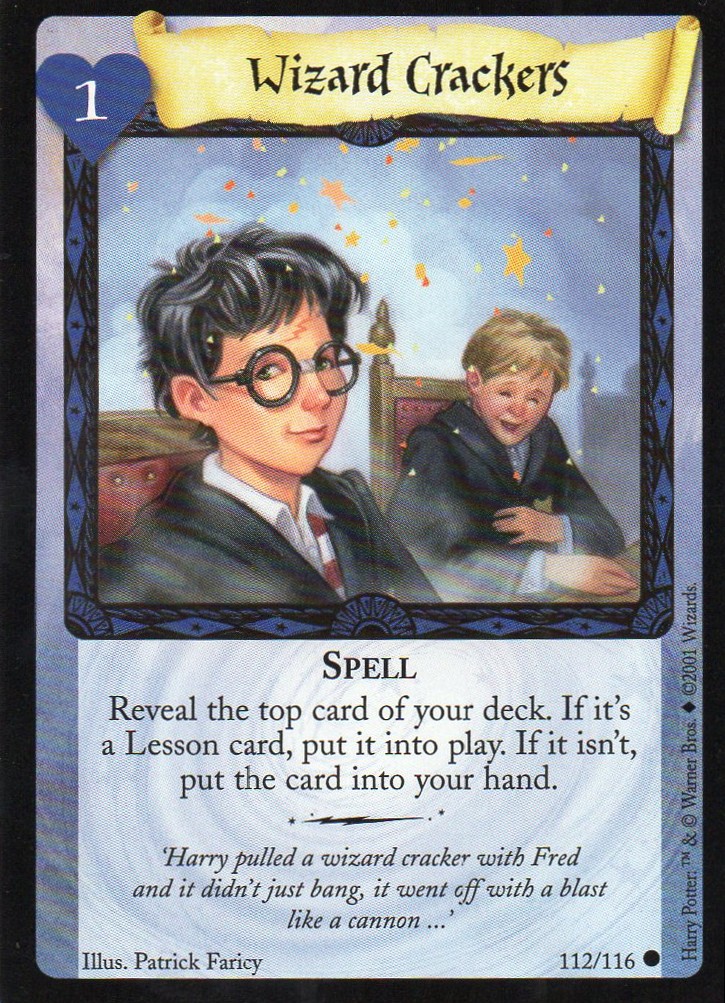 Wizard Crackers
1
SPELL
Reveal the top card of your deck. If it's
a Lesson card, put it into play. If it isn't,
put the card into your hand.
'Harry pulled a wizard cracker with Fred
and it didn't just bang, it went off with a blast
like a cannon ...'
Illus. Patrick Faricy
112/116
Harry Potter: ™ & © Warner Bros. ♦ ©2001 Wizards.